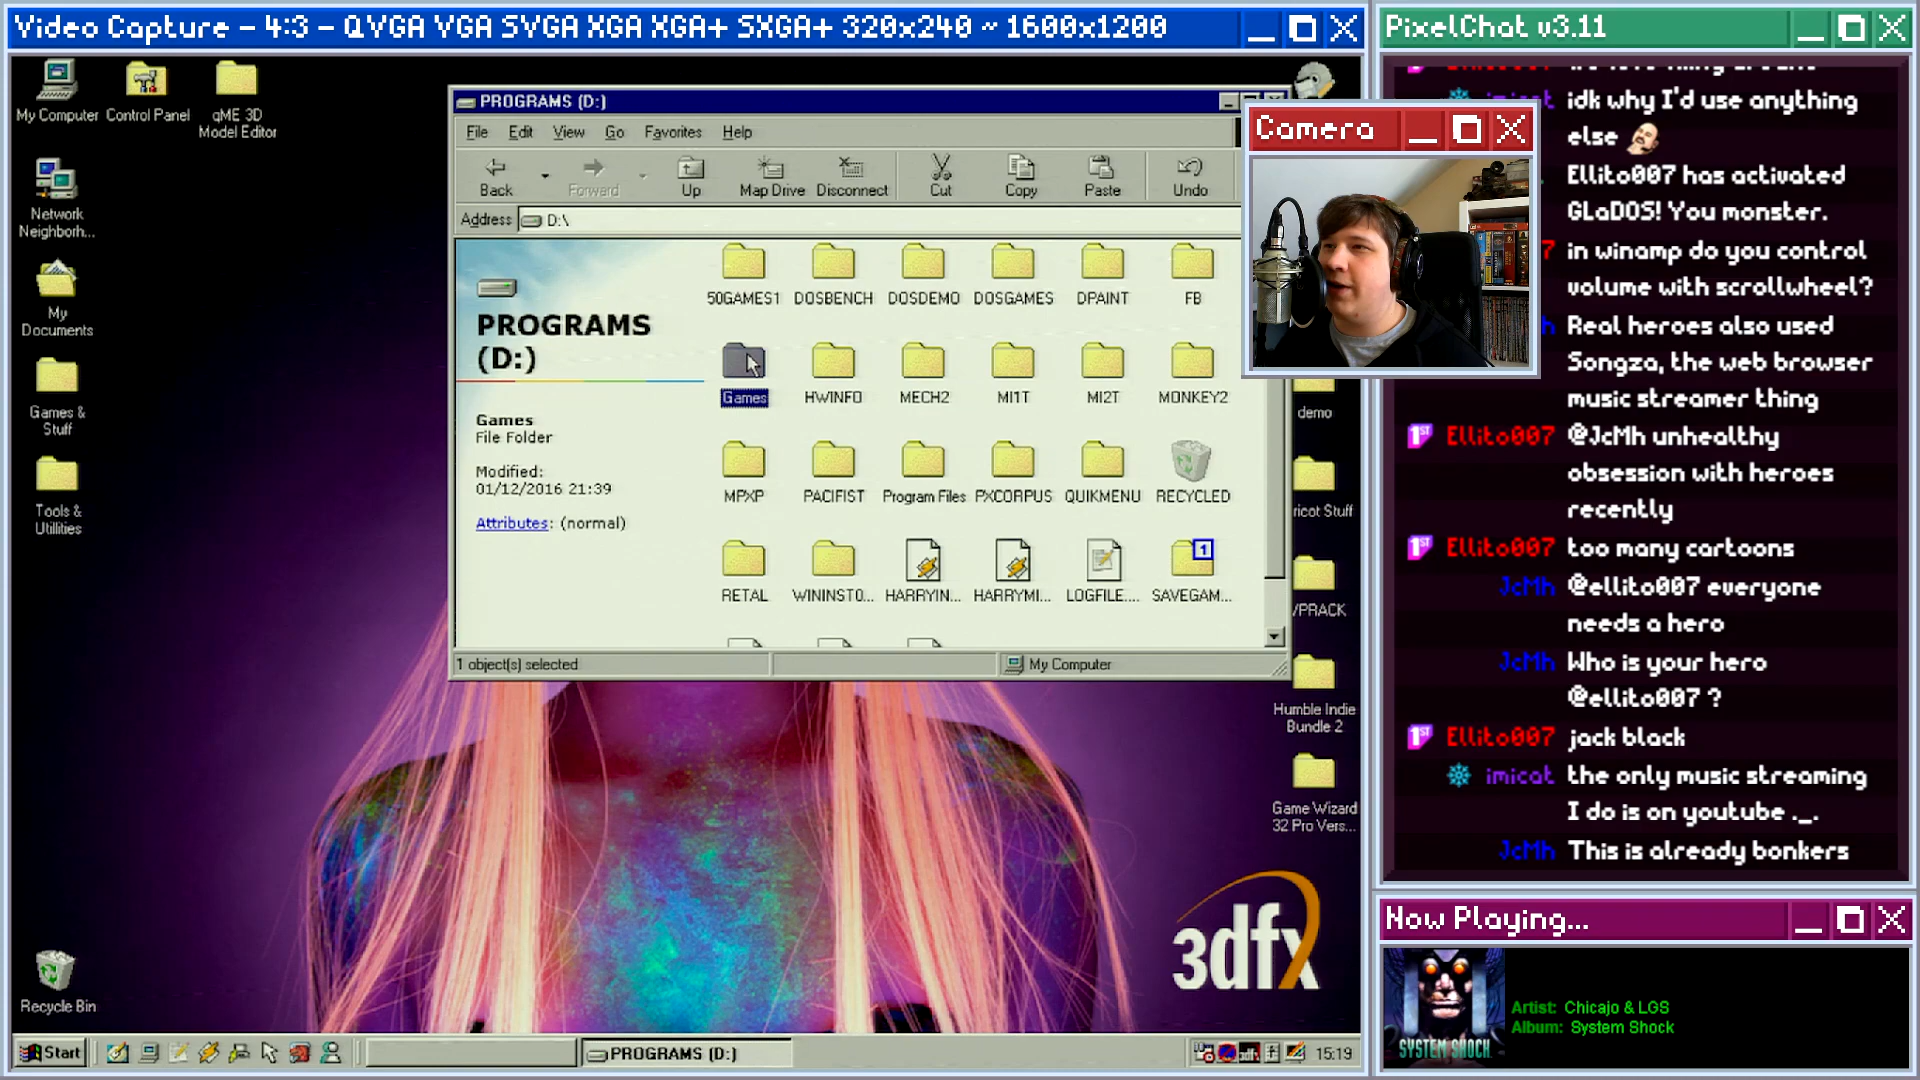 Video Capture - 4:3 - QVGA VGA SVGA XGA XGA+ SXGA+ 320x240 ~ 1600x1200
My Computer
Control Panel
qME 3D
Model Editor
Network
Neighborh...
My
Documents
Games &
Stuff
Tools &
Utilities
Recycle Bin
PROGRAMS (D:)
File Edit View Go Favorites Help
Back Forward Up Map Drive Disconnect Cut Copy Paste Undo
Address D:\
PROGRAMS
(D:)
Games
File Folder
Modified:
01/12/2016 21:39
Attributes: (normal)
50GAMES1 DOSBENCH DOSDEMO DOSGAMES DPAINT FB
Games HWINFO MECH2 MI1T MI2T MONKEY2
MPXP PACIFIST Program Files PXCORPUS QUIKMENU RECYCLED
1
RETAL WININSTO... HARRYIN... HARRYMI... LOGFILE.... SAVEGAM...
1 object(s) selected
My Computer
demo
ricot Stuff
/PRACK
Humble Indie
Bundle 2
Game Wizard
32 Pro Vers...
3dfx
Start
PROGRAMS (D:)
15:19
Camera
PixelChat v3.11
idk why I'd use anything
else
Ellito007 has activated
GLaDOS! You monster.
in winamp do you control
volume with scrollwheel?
Real heroes also used
Songza, the web browser
music streamer thing
1ST Ellito007 @JcMh unhealthy
obsession with heroes
recently
1ST Ellito007 too many cartoons
JcMh @ellito007 everyone
needs a hero
JcMh Who is your hero
@ellito007 ?
1ST Ellito007 jack black
imicat the only music streaming
I do is on youtube ._.
JcMh This is already bonkers
Now Playing...
SYSTEM SHOCK
Artist: Chicajo & LGS
Album: System Shock